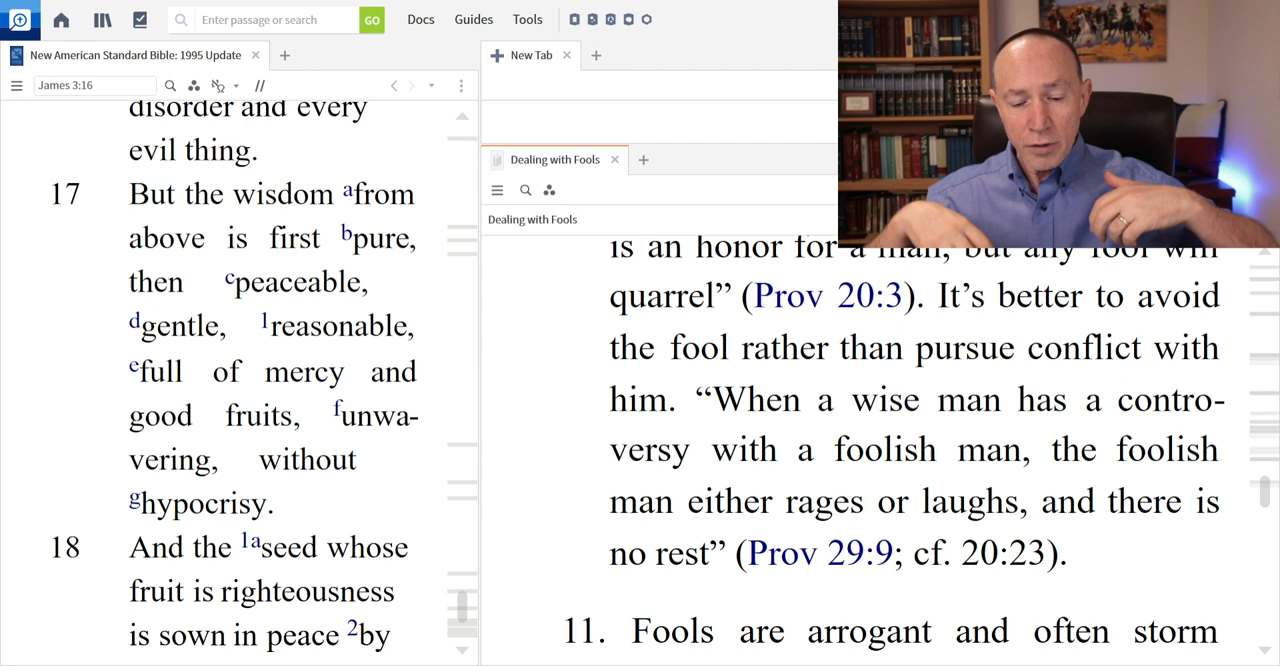 Enter passage or search
GO
Docs Guides Tools
New American Standard Bible: 1995 Update
James 3:16
disorder and every
evil thing.
17 But the wisdom afrom
above is first bpure,
then cpeaceable,
dgentle, 1reasonable,
efull of mercy and
good fruits, funwa-
vering, without
ghypocrisy.
18 And the 1aseed whose
fruit is righteousness
is sown in peace 2by
New Tab
Dealing with Fools
Dealing with Fools
is an honor for a man, but any fool will
quarrel” (Prov 20:3). It’s better to avoid
the fool rather than pursue conflict with
him. “When a wise man has a contro-
versy with a foolish man, the foolish
man either rages or laughs, and there is
no rest” (Prov 29:9; cf. 20:23).
11. Fools are arrogant and often storm